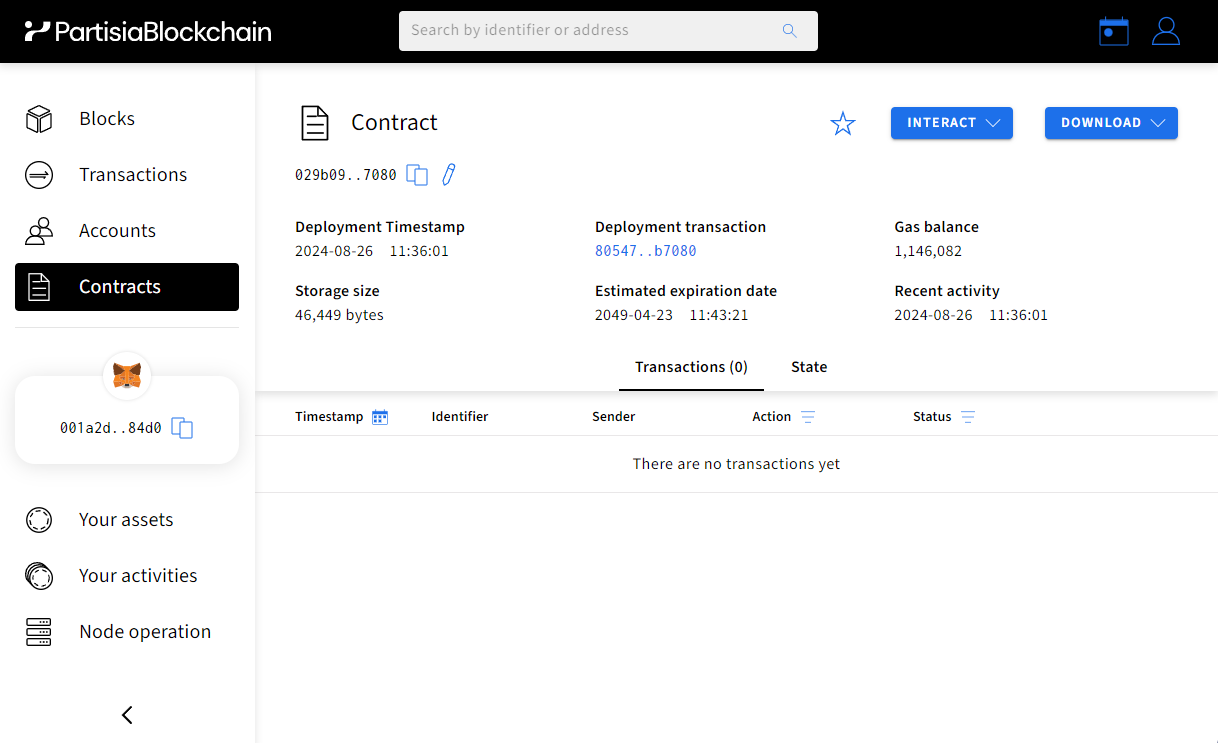 PartisiaBlockchain
Search by identifier or address
Blocks
Transactions
Accounts
Contracts
001a2d..84d0
Your assets
Your activities
Node operation
Contract
INTERACT
DOWNLOAD
029b09..7080
Deployment Timestamp
2024-08-26 11:36:01
Deployment transaction
80547..b7080
Gas balance
1,146,082
Storage size
46,449 bytes
Estimated expiration date
2049-04-23 11:43:21
Recent activity
2024-08-26 11:36:01
Transactions (0) State
Timestamp Identifier Sender Action Status
There are no transactions yet